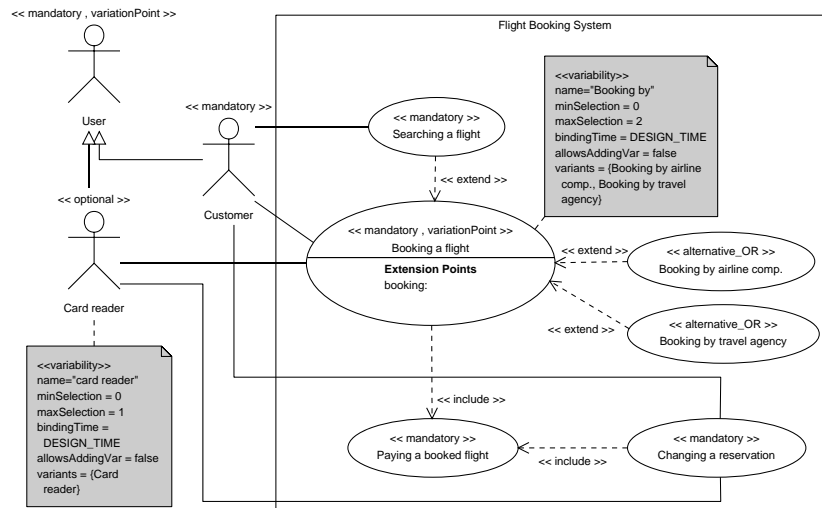 Flight Booking System
<< mandatory , variationPoint >>
User
<< mandatory >>
Customer
<< optional >>
Card reader
<< mandatory >>
Searching a flight
<< extend >>
<<variability>>
name="Booking by"
minSelection = 0
maxSelection = 2
bindingTime = DESIGN_TIME
allowsAddingVar = false
variants = {Booking by airline
comp., Booking by travel
agency}
<< mandatory , variationPoint >>
Booking a flight
Extension Points
booking:
<< extend >>
<< alternative_OR >>
Booking by airline comp.
<< extend >>
<< alternative_OR >>
Booking by travel agency
<<variability>>
name="card reader"
minSelection = 0
maxSelection = 1
bindingTime =
DESIGN_TIME
allowsAddingVar = false
variants = {Card
reader}
<< include >>
<< mandatory >>
Paying a booked flight
<< include >>
<< mandatory >>
Changing a reservation